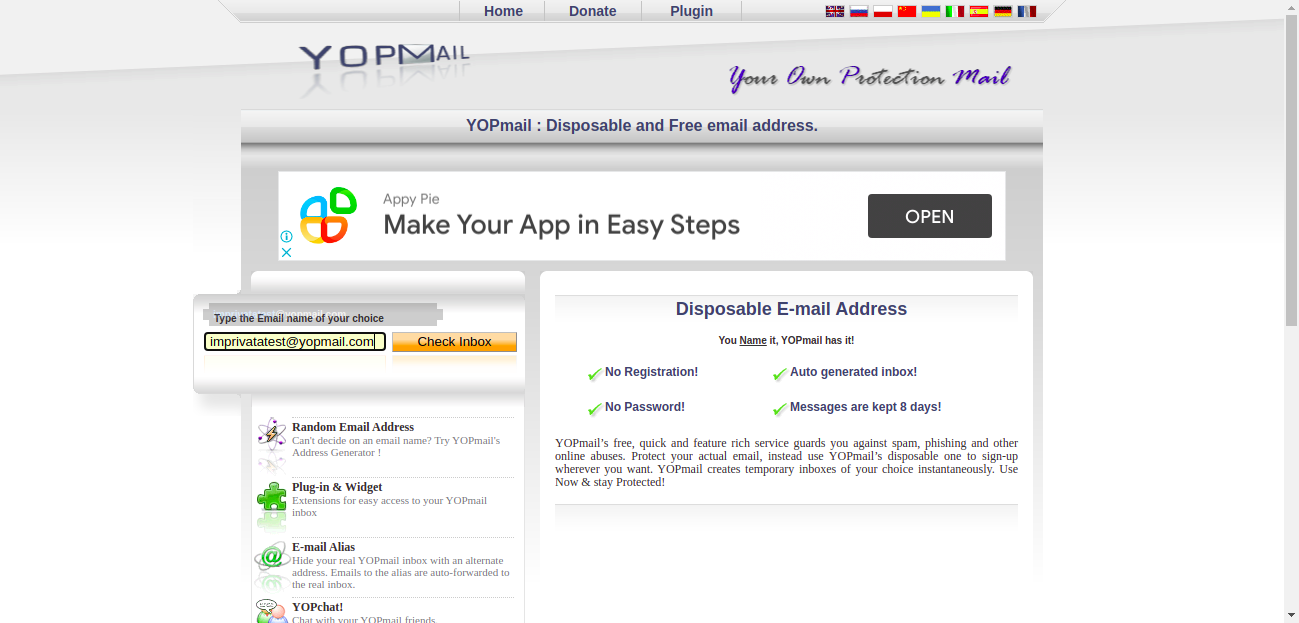 Home Donate Plugin
YOPMAIL
Your Own Protection Mail
YOPmail : Disposable and Free email address.
Appy Pie
Make Your App in Easy Steps
OPEN
Type the Email name of your choice
imprivatatest@yopmail.com
Check Inbox
Random Email Address
Can't decide on an email name? Try YOPmail's
Address Generator !
Plug-in & Widget
Extensions for easy access to your YOPmail
inbox
E-mail Alias
Hide your real YOPmail inbox with an alternate
address. Emails to the alias are auto-forwarded to
the real inbox.
YOPchat!
Chat with your YOPmail friends.
Disposable E-mail Address
You Name it, YOPmail has it!
No Registration! Auto generated inbox!
No Password! Messages are kept 8 days!
YOPmail’s free, quick and feature rich service guards you against spam, phishing and other
online abuses. Protect your actual email, instead use YOPmail’s disposable one to sign-up
wherever you want. YOPmail creates temporary inboxes of your choice instantaneously. Use
Now & stay Protected!